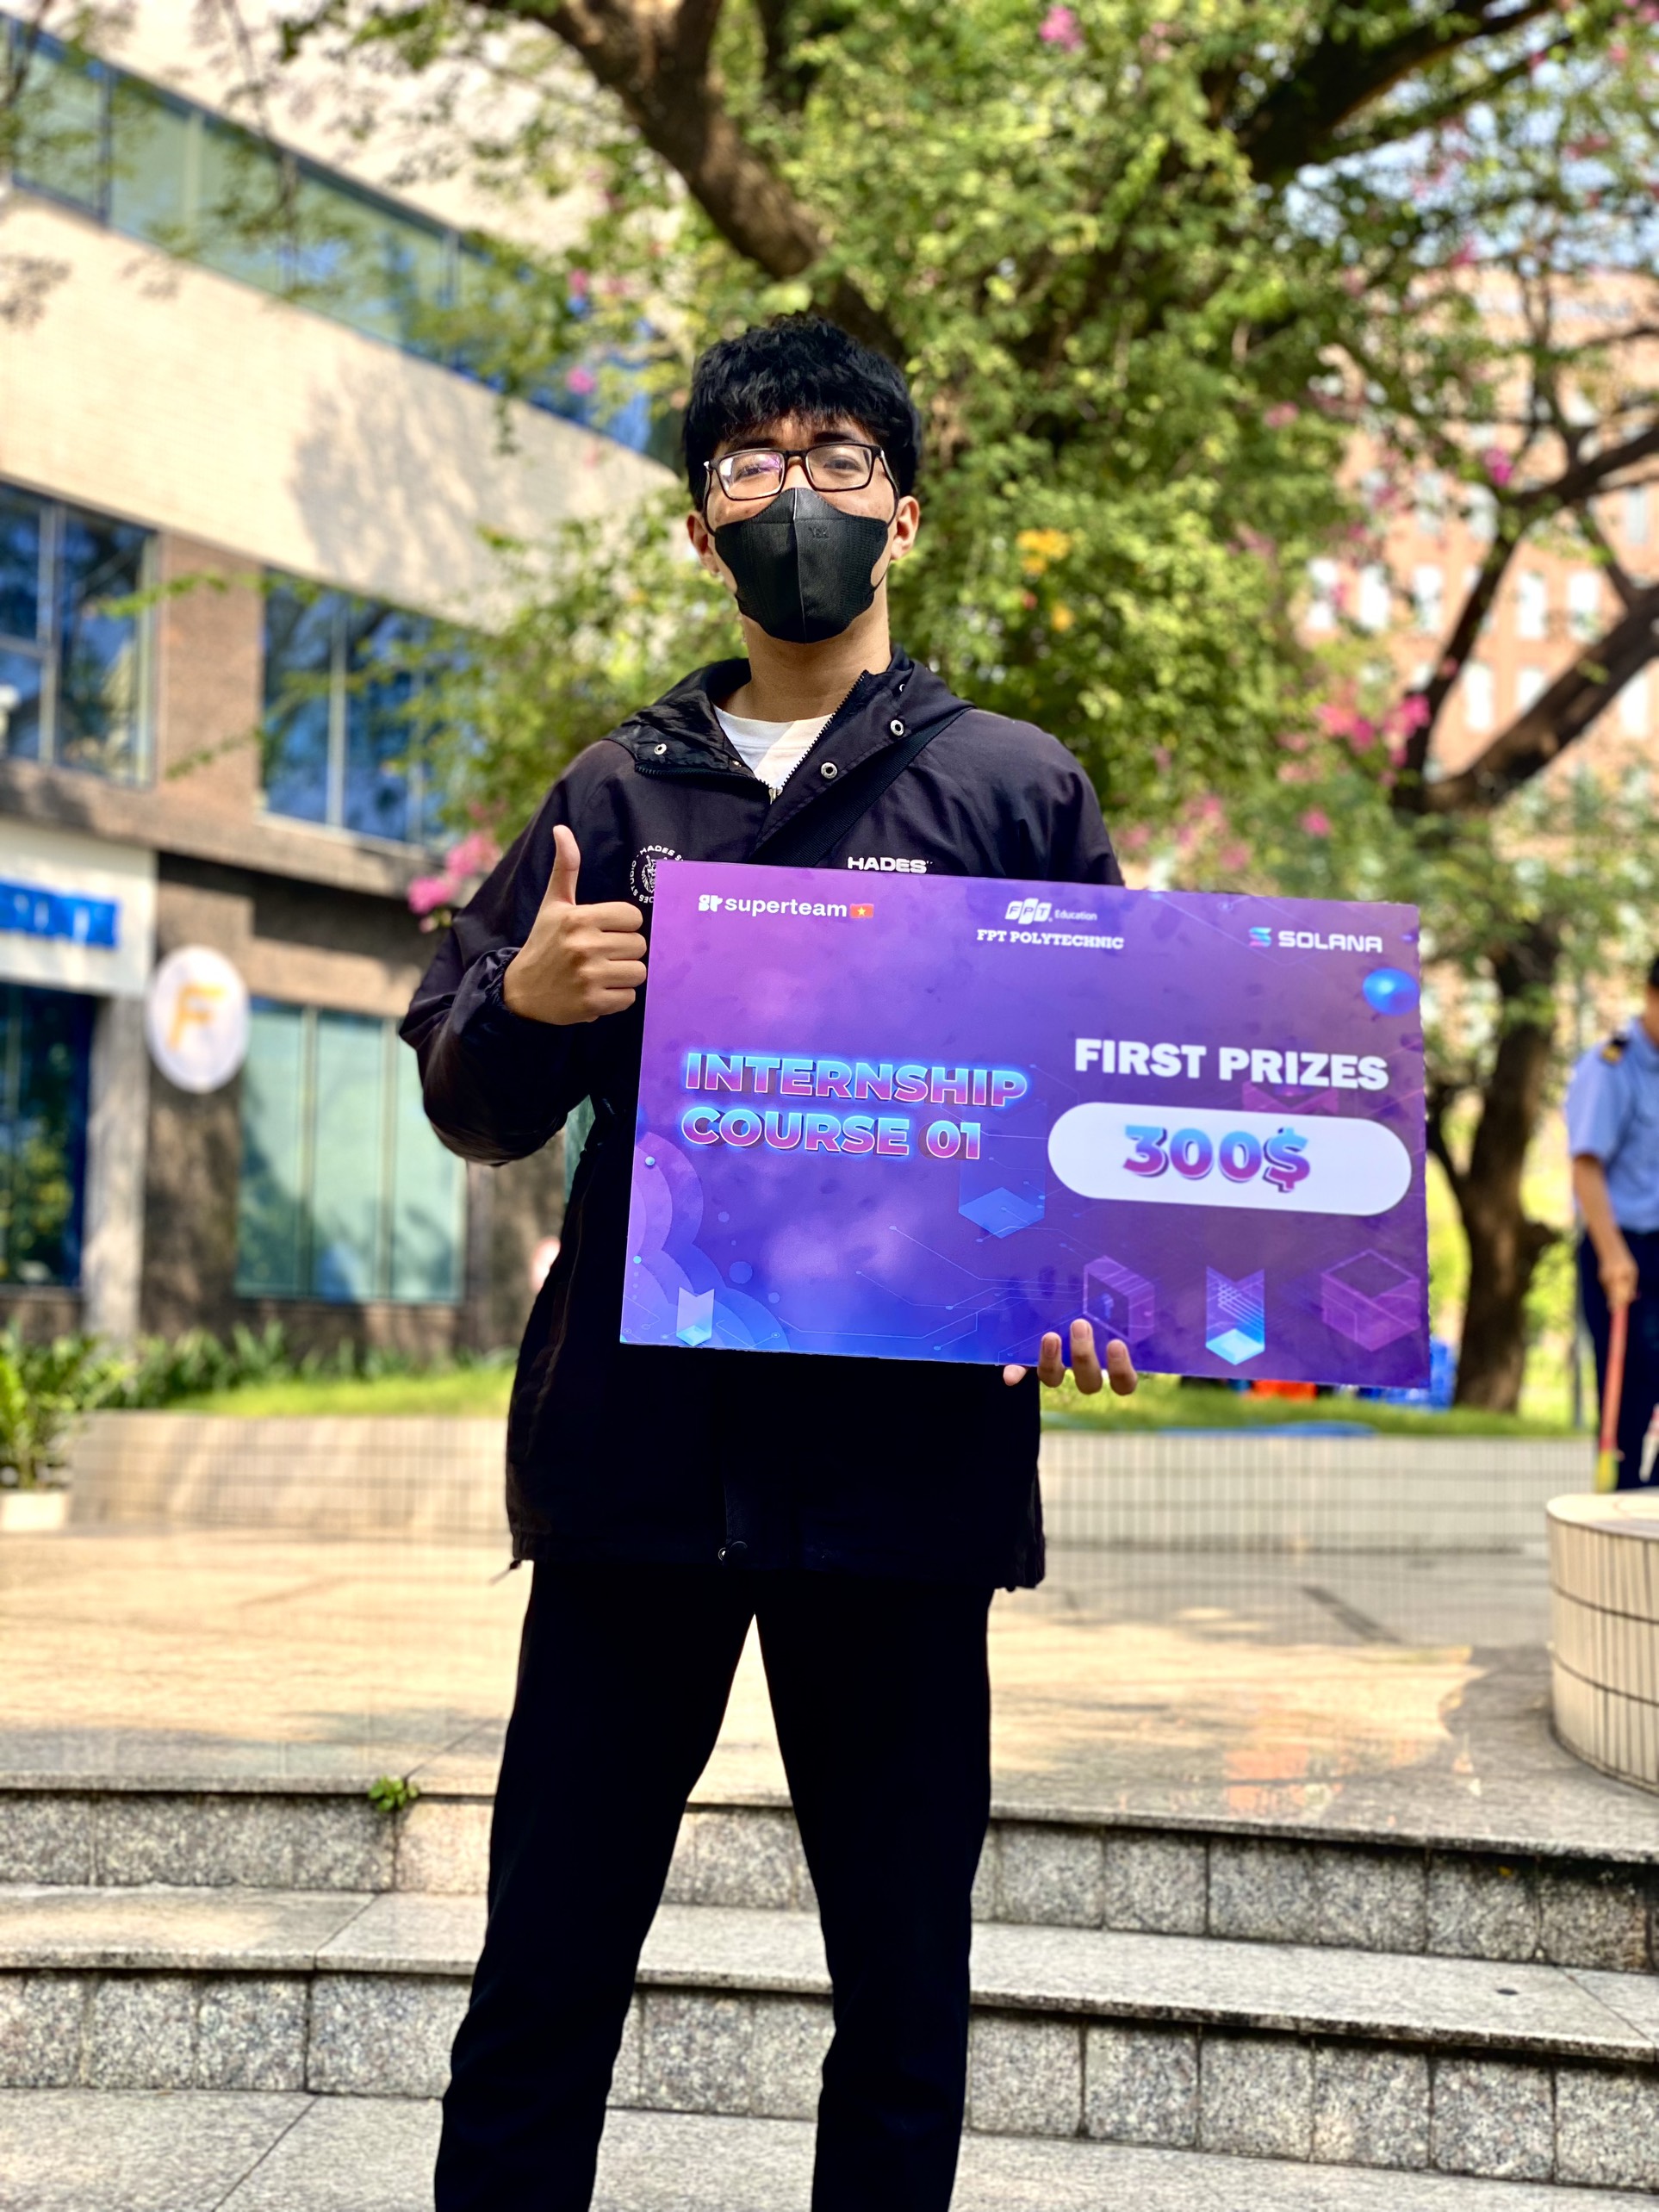 HADES
superteam
FPT Education
FPT POLYTECHNIC
SOLANA
INTERNSHIP
COURSE 01
FIRST PRIZES
300$